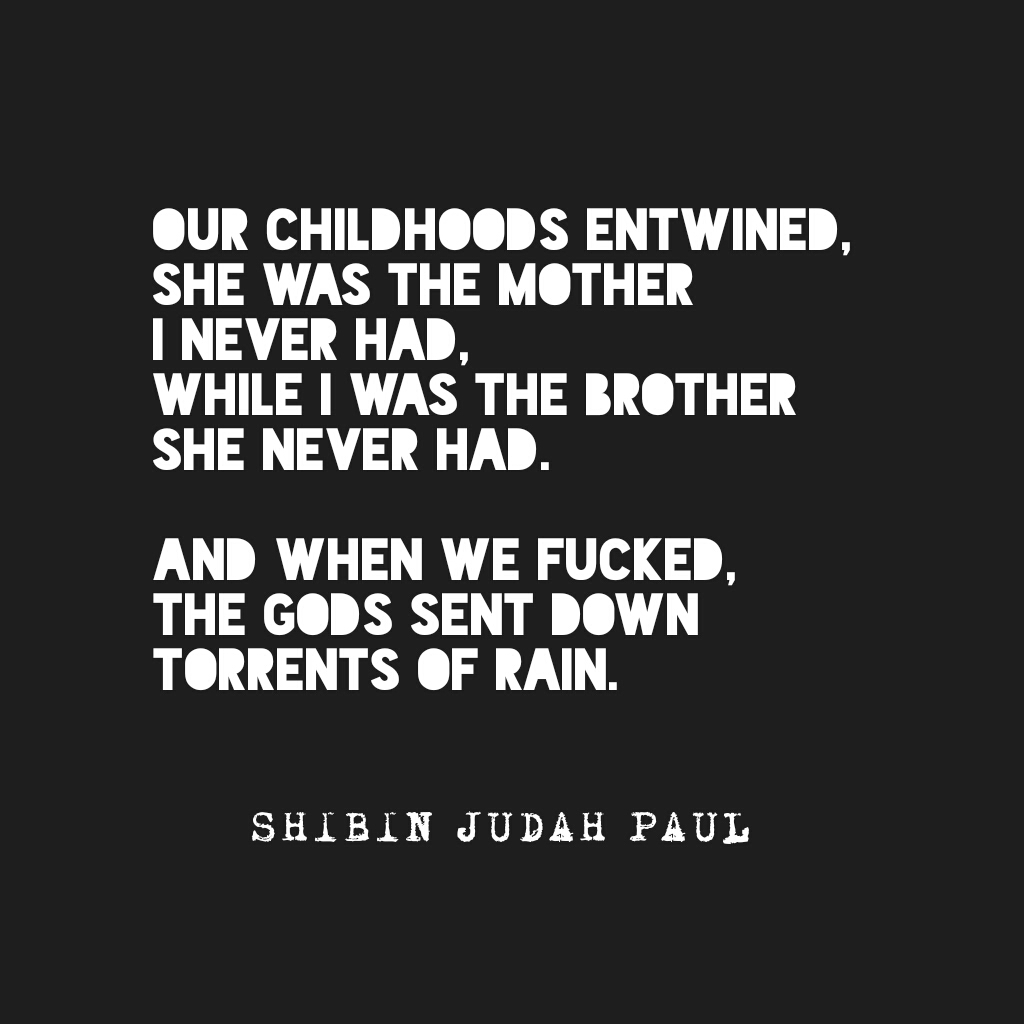 OUR CHILDHOODS ENTWINED,
SHE WAS THE MOTHER
I NEVER HAD,
WHILE I WAS THE BROTHER
SHE NEVER HAD.
AND WHEN WE FUCKED,
THE GODS SENT DOWN
TORRENTS OF RAIN.
SHIBIN JUDAH PAUL